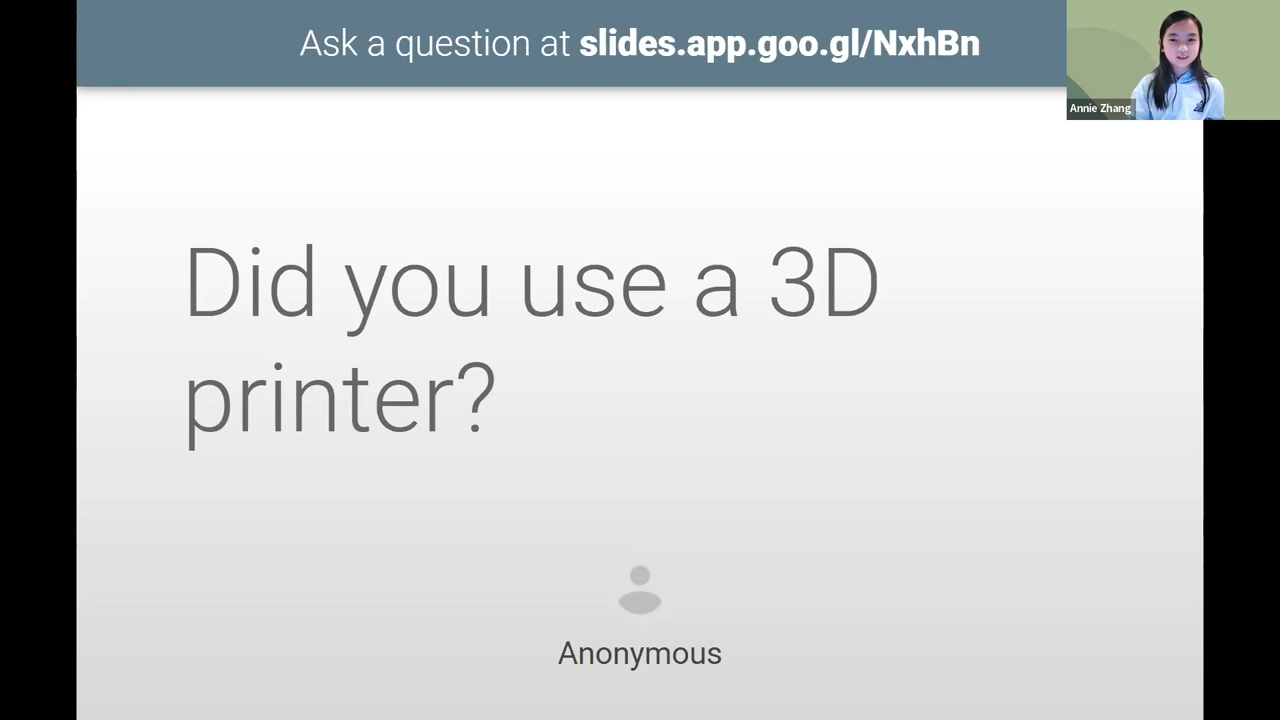 Ask a question at slides.app.goo.gl/NxhBn
Annie Zhang
Did you use a 3D
printer?
Anonymous